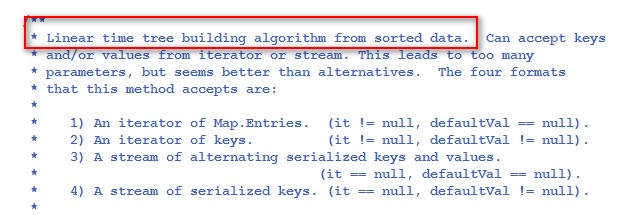 /**
* Linear time tree building algorithm from sorted data. Can accept keys
* and/or values from iterator or stream. This leads to too many
* parameters, but seems better than alternatives. The four formats
* that this method accepts are:
*
* 1) An iterator of Map.Entries. (it != null, defaultVal == null).
* 2) An iterator of keys. (it != null, defaultVal != null).
* 3) A stream of alternating serialized keys and values.
* (it == null, defaultVal == null).
* 4) A stream of serialized keys. (it == null, defaultVal != null).
*